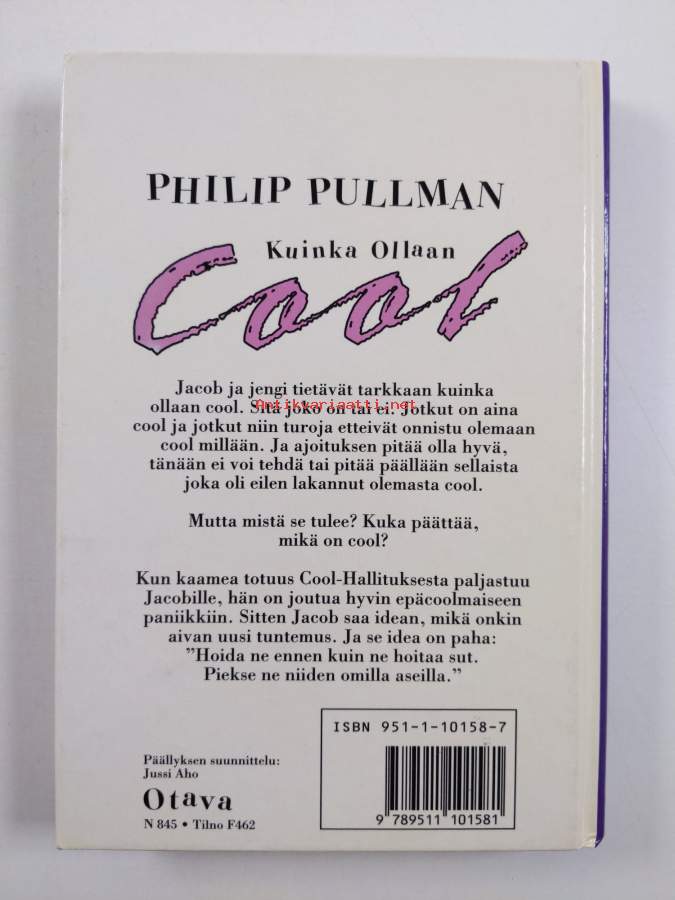 PHILIP PULLMAN
Kuinka Ollaan
Cool
Jacob ja jengi tietävät tarkkaan kuinka
ollaan cool. Sitä joko on tai ei. Jotkut on aina
Antikvariaatti.net
cool ja jotkut niin turoja etteivät onnistu olemaan
cool millään. Ja ajoituksen pitää olla hyvä,
tänään ei voi tehdä tai pitää päällään sellaista
joka oli eilen lakannut olemasta cool.
Mutta mistä se tulee? Kuka päättää,
mikä on cool?
Kun kaamea totuus Cool-Hallituksesta paljastuu
Jacobille, hän on joutua hyvin epäcoolmaiseen
paniikkiin. Sitten Jacob saa idean, mikä onkin
aivan uusi tuntemus. Ja se idea on paha:
”Hoida ne ennen kuin ne hoitaa sut.
Piekse ne niiden omilla aseilla.”
ISBN 951-1-10158-7
9 789511 101581
Päällyksen suunnittelu:
Jussi Aho
Otava
N 845 • Tilno F462